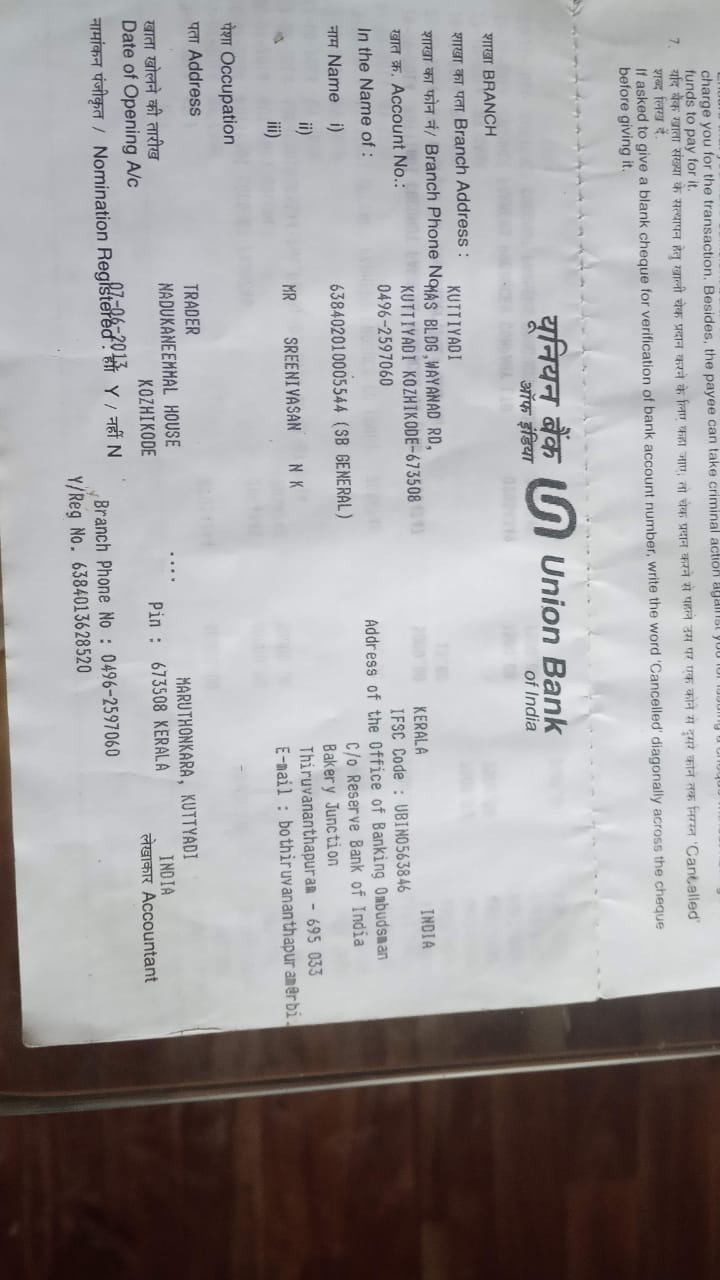 charge you for the transaction. Besides, the payee can take criminal action against you for issuing a cheque
funds to pay for it.
7. यदि बैंक खाता संख्या के सत्यापन हेतु खाली चेक प्रदान करने के लिए कहा जाए, तो चेक प्रदान करने से पहले उस पर एक कोने से दूसरे कोने तक तिरछा 'Cancelled'
शब्द लिख दें.
If asked to give a blank cheque for verification of bank account number, write the word 'Cancelled' diagonally across the cheque
before giving it.
यूनियन बैंक Union Bank
ऑफ इंडिया of India
शाखा BRANCH
शाखा का पता Branch Address : KUTTIYADI
शाखा का फोन नं/ Branch Phone No MAS BLDG,WAYANAD RD,
KUTTIYADI KOZHIKODE-673508 KERALA INDIA
खात क्र. Account No.: 0496-2597060 IFSC Code : UBIN0563846
In the Name of : Address of the Office of Banking Ombudsman
638402010005544 (SB GENERAL) C/o Reserve Bank of India
नाम Name i) Bakery Junction
ii) MR SREENIVASAN N K Thiruvananthapuram - 695 033
iii) E-mail : bothiruvananthapuram@rbi.
पेशा Occupation
TRADER
पता Address NADUKANEEMMAL HOUSE MARUTHONKARA, KUTTYADI
KOZHIKODE .... Pin : 673508 KERALA INDIA
खाता खोलने की तारीख
Date of Opening A/c 07-06-2013 लेखाकार Accountant
नामांकन पंजीकृत / Nomination Registered : हाँ Y / नहीं N Branch Phone No : 0496-2597060
Y/Reg No. 6384013628520